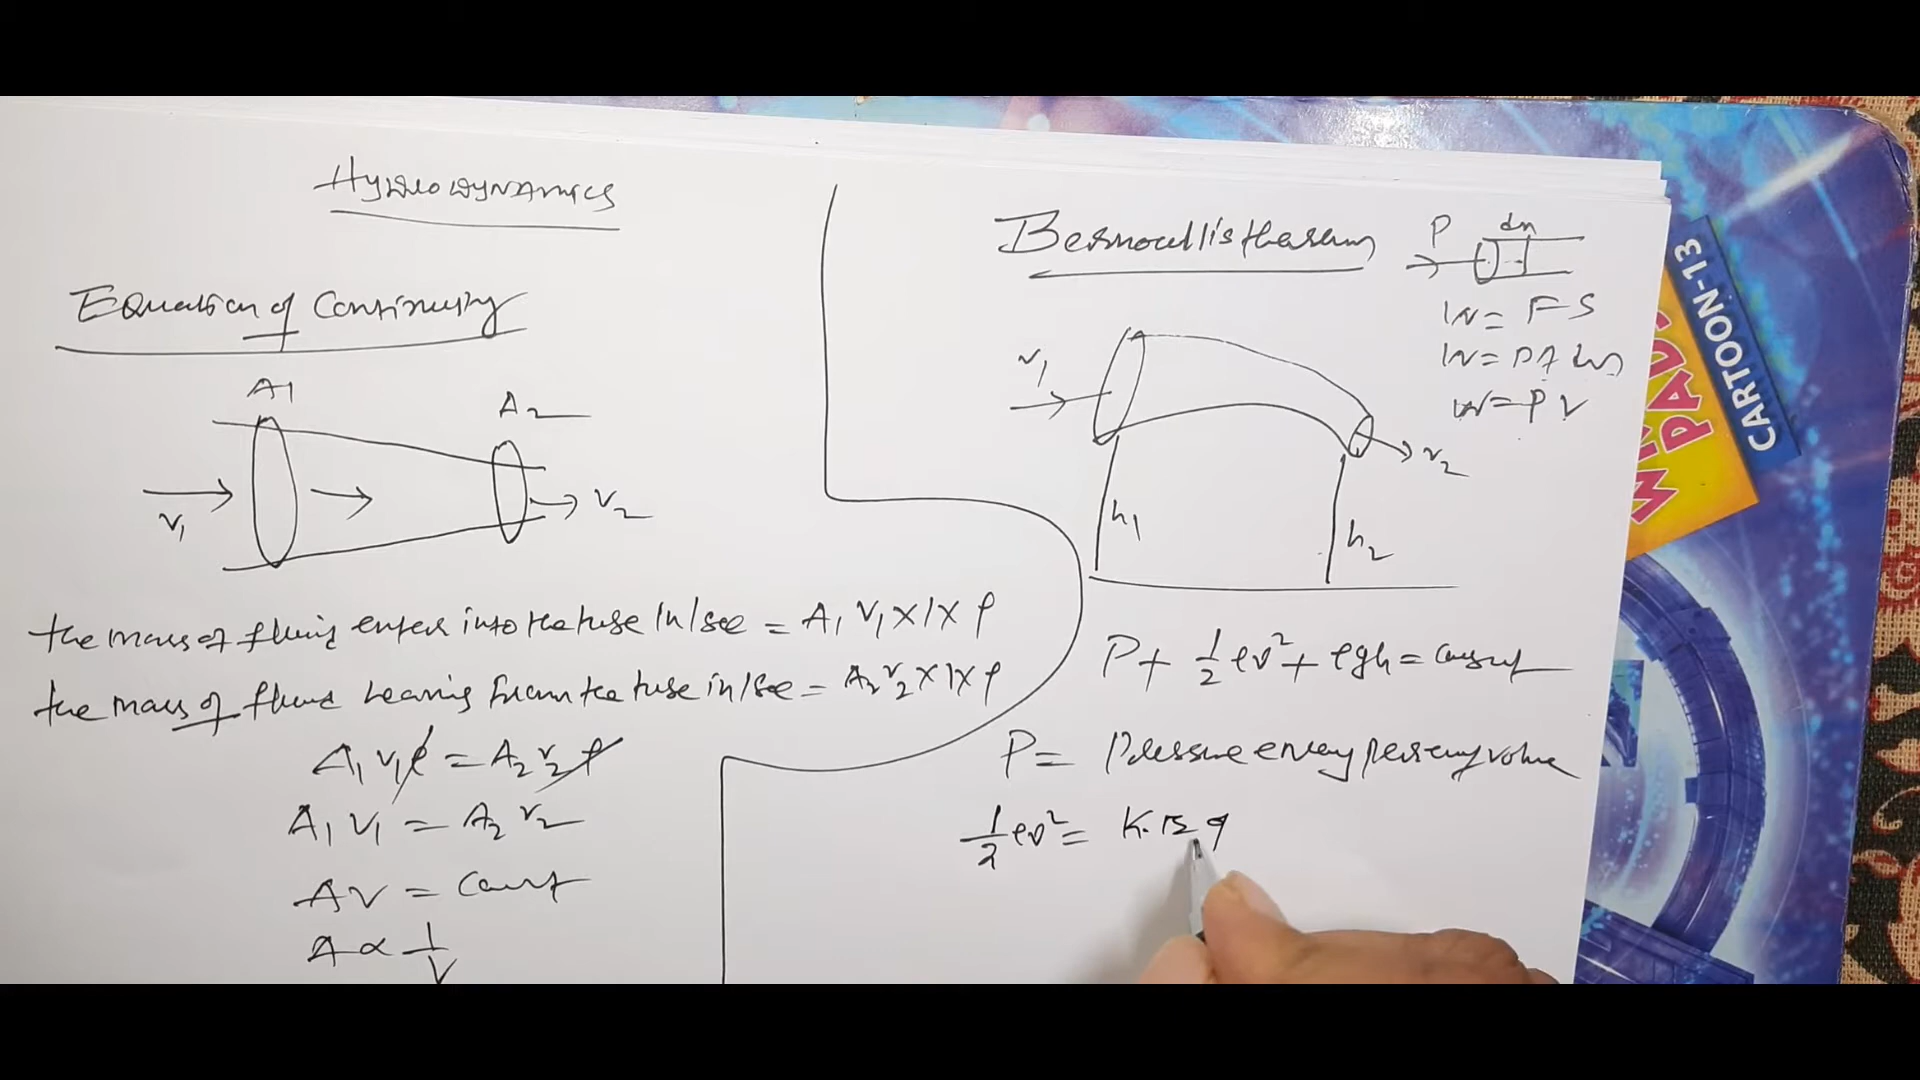 Hydrodynamics
Equation of Continuity
A1
A2
V1
V2
the mass of fluid enter into the tube in 1 sec = A1 V1 X 1 X ρ
the mass of fluid leaving from the tube in 1 sec = A2 v2 X 1 X ρ
A1 v1 ρ = A2 v2 ρ
A1 V1 = A2 v2
AV = Const
A ∝ 1/V
Bernoullis theorem
P
dx
W = F S
W = P A dx
W = P V
v1
v2
h1
h2
P + 1/2 ρv² + ρgh = const
P = Pressure energy per unit volume
1/2 ρv² = K.E
WR
PAD
CARTOON-13